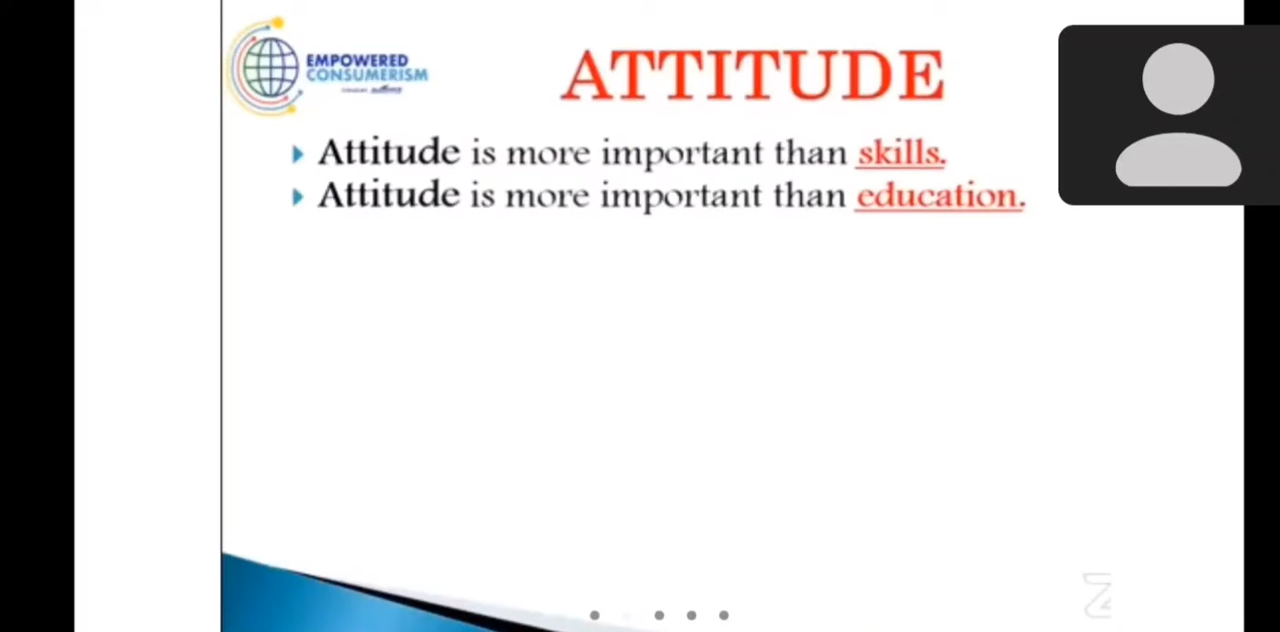 EMPOWERED
CONSUMERISM
ATTITUDE
Attitude is more important than skills.
Attitude is more important than education.